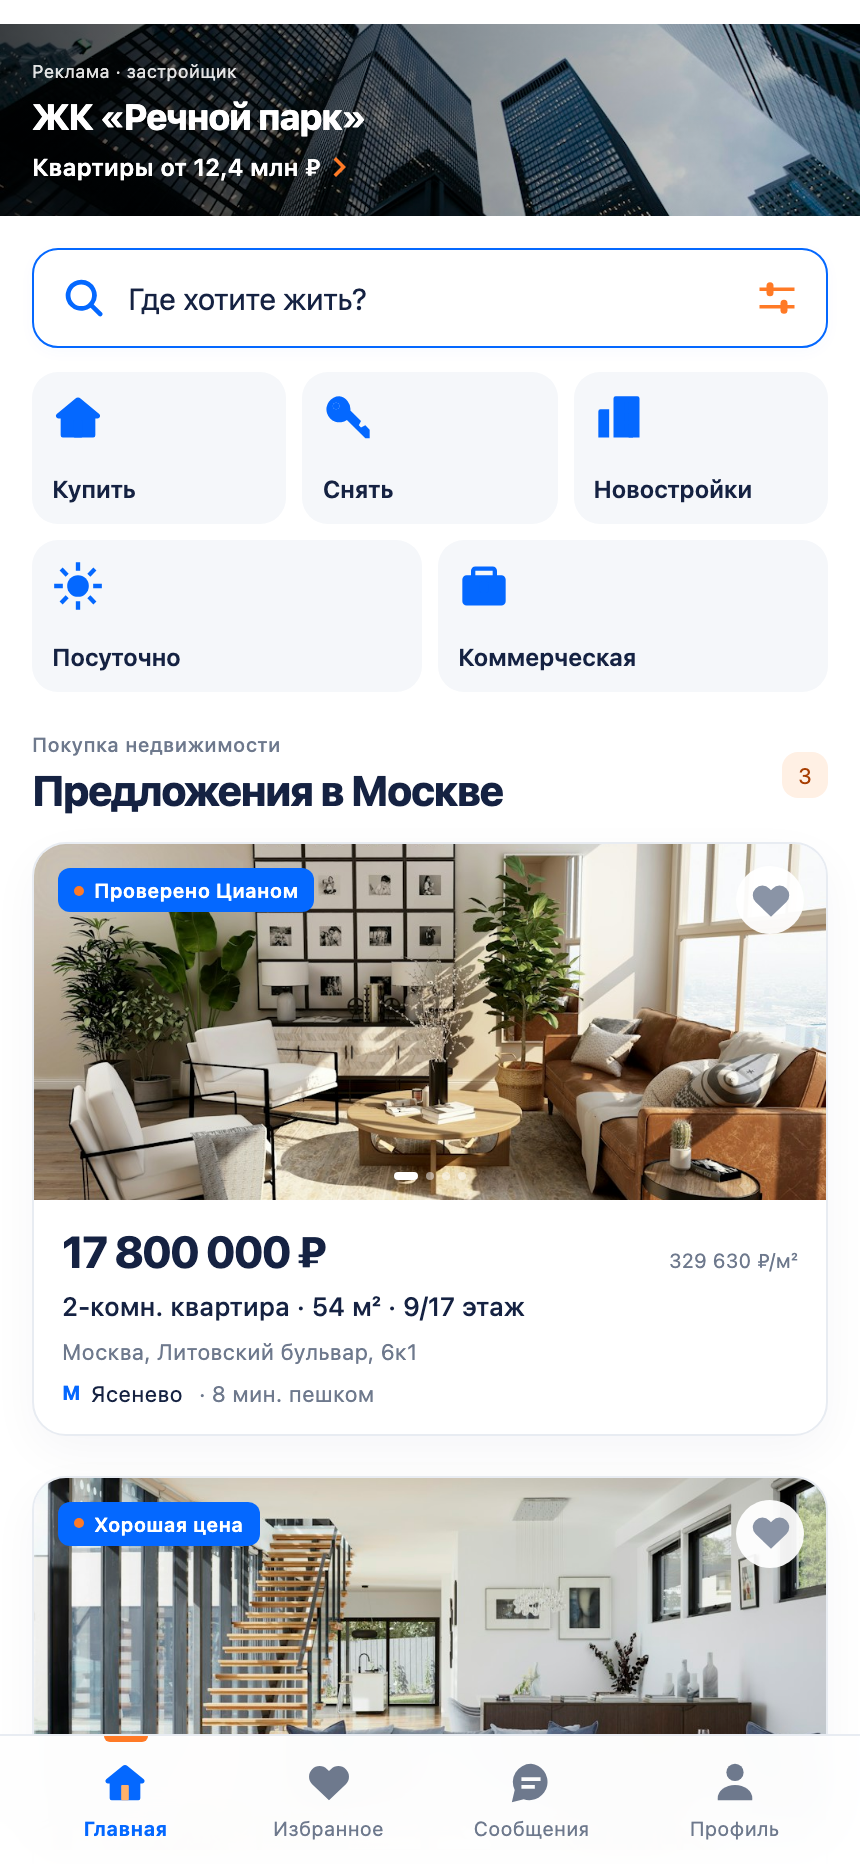 Реклама · застройщик
ЖК «Речной парк»
Квартиры от 12,4 млн ₽
Где хотите жить?
Купить
Снять
Новостройки
Посуточно
Коммерческая
Покупка недвижимости
Предложения в Москве
3
Проверено Цианом
17 800 000 ₽
329 630 ₽/м²
2-комн. квартира · 54 м² · 9/17 этаж
Москва, Литовский бульвар, 6к1
М Ясенево · 8 мин. пешком
Хорошая цена
Главная
Избранное
Сообщения
Профиль